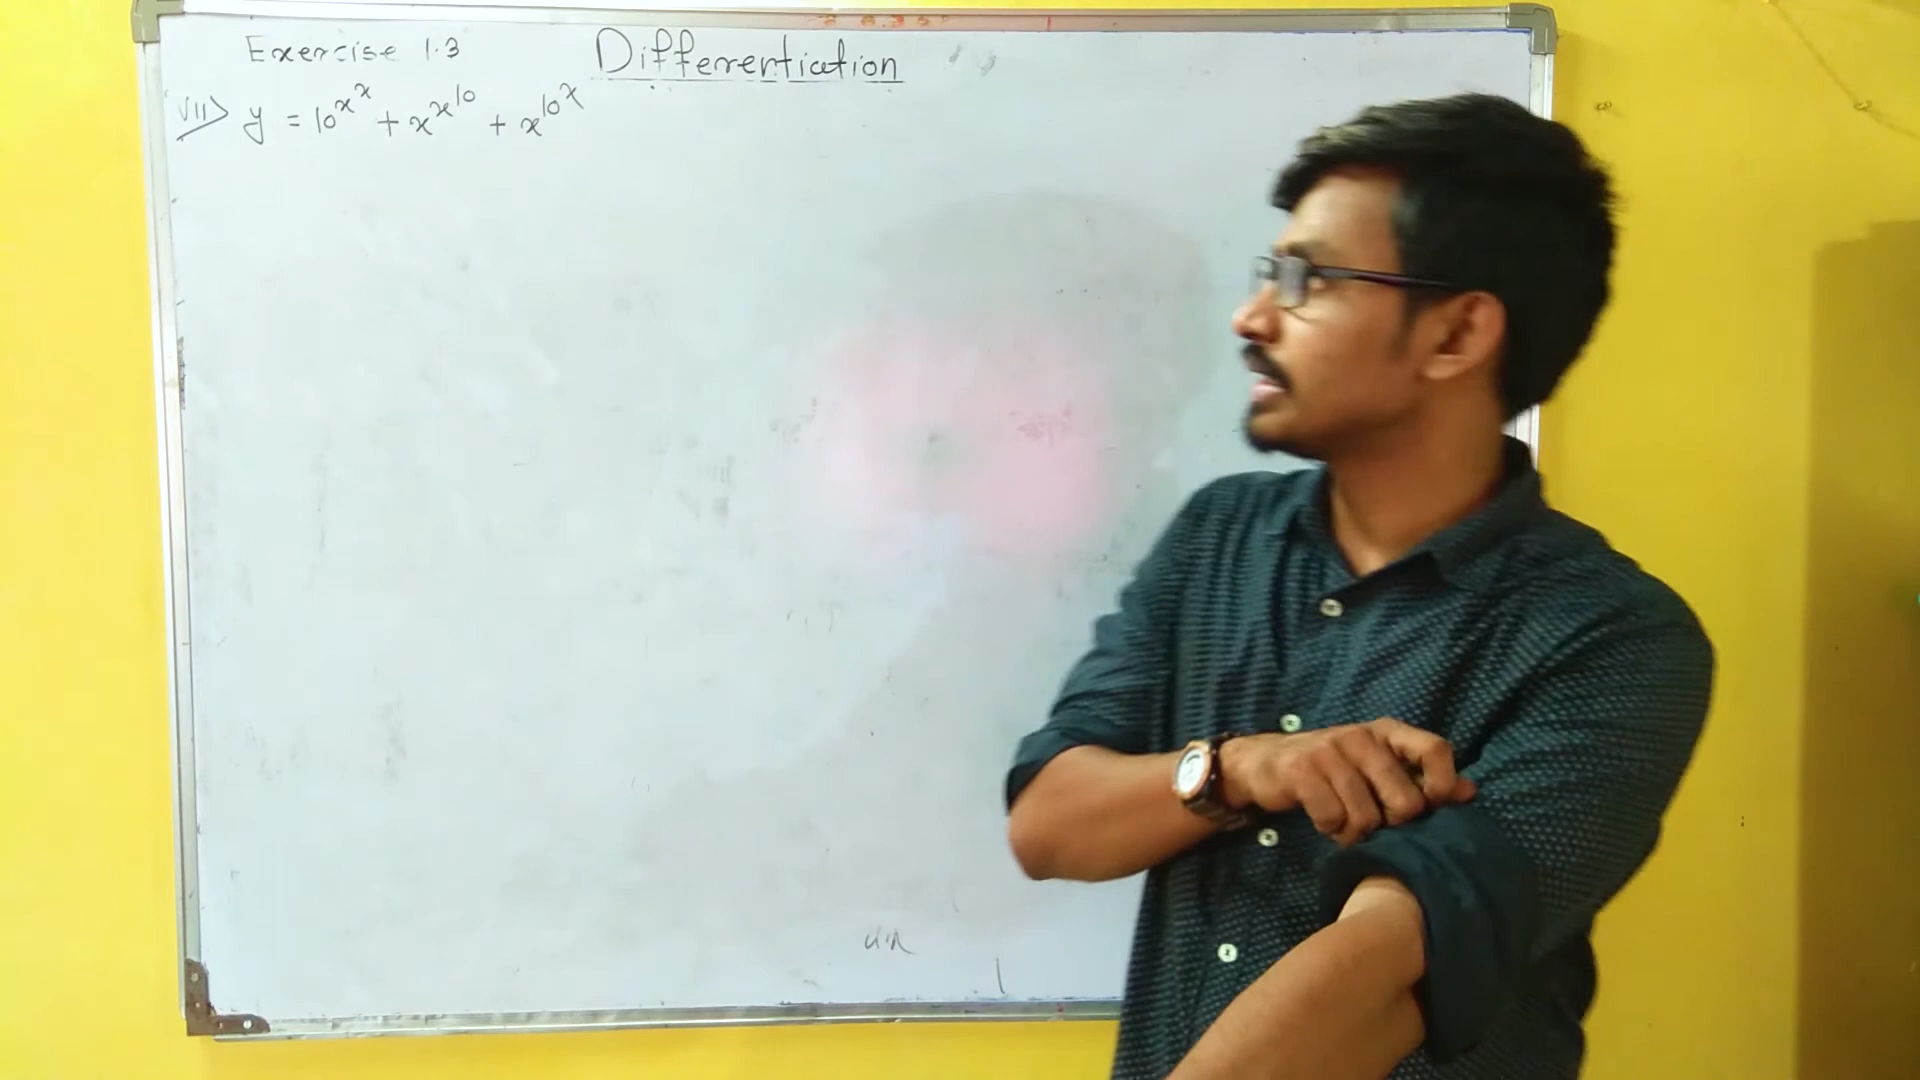 Exercise 1.3 Differentiation
VII> y = 10^x^x + x^x^10 + x^10^x